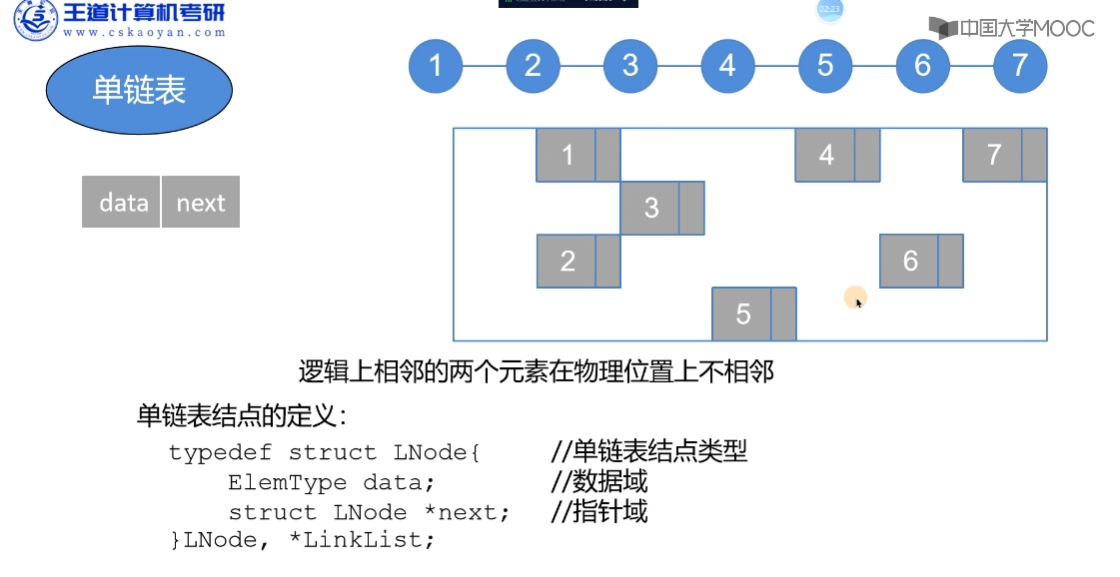 王道计算机考研
www.cskaoyan.com
02:23
中国大学MOOC
单链表
1 2 3 4 5 6 7
data next
1 4 7
3
2 6
5
逻辑上相邻的两个元素在物理位置上不相邻
单链表结点的定义：
typedef struct LNode{ //单链表结点类型
ElemType data; //数据域
struct LNode *next; //指针域
}LNode, *LinkList;